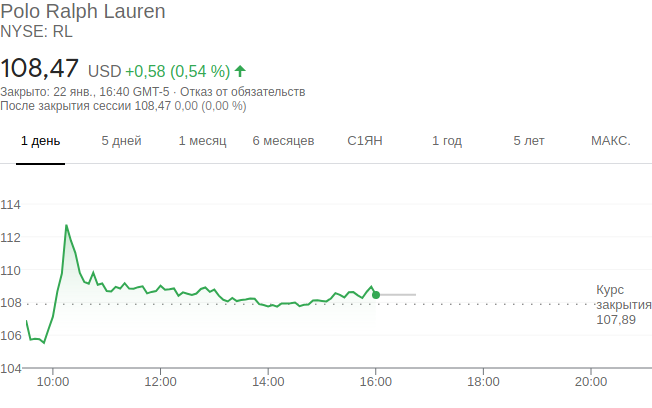 Polo Ralph Lauren
NYSE: RL
108,47 USD +0,58 (0,54 %)
Закрыто: 22 янв., 16:40 GMT-5 · Отказ от обязательств
После закрытия сессии 108,47 0,00 (0,00 %)
1 день 5 дней 1 месяц 6 месяцев С1ЯН 1 год 5 лет МАКС.
114
112
110
108
106
104
Курс
закрытия
107,89
10:00 12:00 14:00 16:00 18:00 20:00